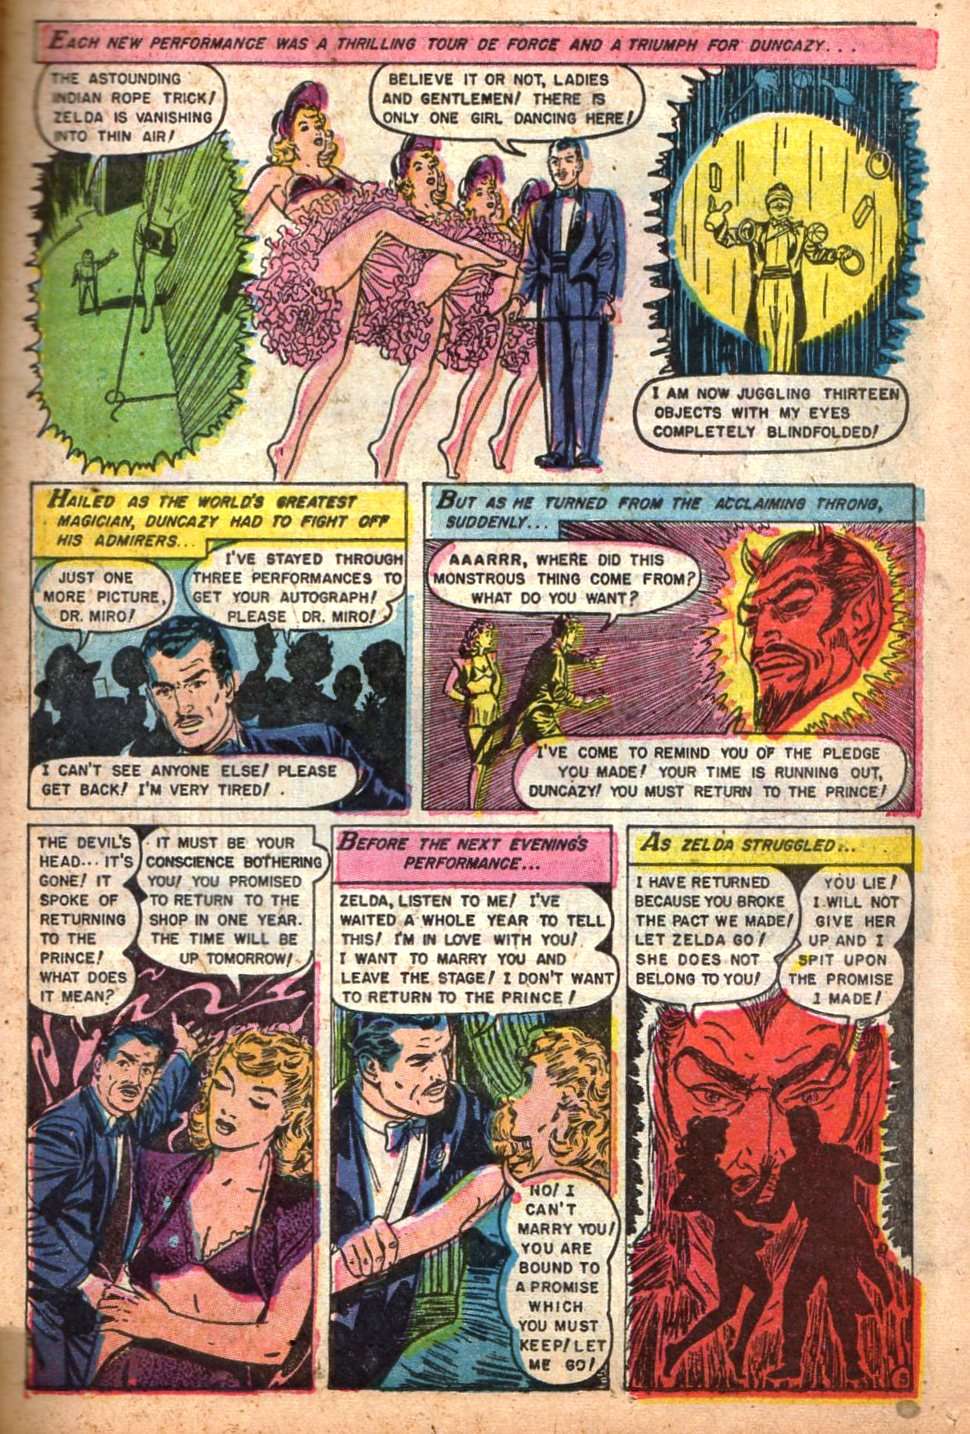 EACH NEW PERFORMANCE WAS A THRILLING TOUR DE FORCE AND A TRIUMPH FOR DUNCAZY...
THE ASTOUNDING
INDIAN ROPE TRICK!
ZELDA IS VANISHING
INTO THIN AIR!
BELIEVE IT OR NOT, LADIES
AND GENTLEMEN! THERE IS
ONLY ONE GIRL DANCING HERE!
I AM NOW JUGGLING THIRTEEN
OBJECTS WITH MY EYES
COMPLETELY BLINDFOLDED!
HAILED AS THE WORLD'S GREATEST
MAGICIAN, DUNCAZY HAD TO FIGHT OFF
HIS ADMIRERS...
JUST ONE
MORE PICTURE,
DR. MIRO!
I'VE STAYED THROUGH
THREE PERFORMANCES TO
GET YOUR AUTOGRAPH!
PLEASE DR. MIRO!
I CAN'T SEE ANYONE ELSE! PLEASE
GET BACK! I'M VERY TIRED!
BUT AS HE TURNED FROM THE ACCLAIMING THRONG,
SUDDENLY...
AAARRR, WHERE DID THIS
MONSTROUS THING COME FROM?
WHAT DO YOU WANT?
I'VE COME TO REMIND YOU OF THE PLEDGE
YOU MADE! YOUR TIME IS RUNNING OUT,
DUNCAZY! YOU MUST RETURN TO THE PRINCE!
THE DEVIL'S
HEAD... IT'S
GONE! IT
SPOKE OF
RETURNING
TO THE
PRINCE!
WHAT DOES
IT MEAN?
IT MUST BE YOUR
CONSCIENCE BOTHERING
YOU! YOU PROMISED
TO RETURN TO THE
SHOP IN ONE YEAR.
THE TIME WILL BE
UP TOMORROW!
BEFORE THE NEXT EVENING'S
PERFORMANCE...
ZELDA, LISTEN TO ME! I'VE
WAITED A WHOLE YEAR TO TELL
THIS! I'M IN LOVE WITH YOU!
I WANT TO MARRY YOU AND
LEAVE THE STAGE! I DON'T WANT
TO RETURN TO THE PRINCE!
NO! I
CAN'T
MARRY YOU!
YOU ARE
BOUND TO
A PROMISE
WHICH
YOU MUST
KEEP! LET
ME GO!
AS ZELDA STRUGGLED...
I HAVE RETURNED
BECAUSE YOU BROKE
THE PACT WE MADE!
LET ZELDA GO!
SHE DOES NOT
BELONG TO YOU!
YOU LIE!
I WILL NOT
GIVE HER
UP AND I
SPIT UPON
THE PROMISE
I MADE!